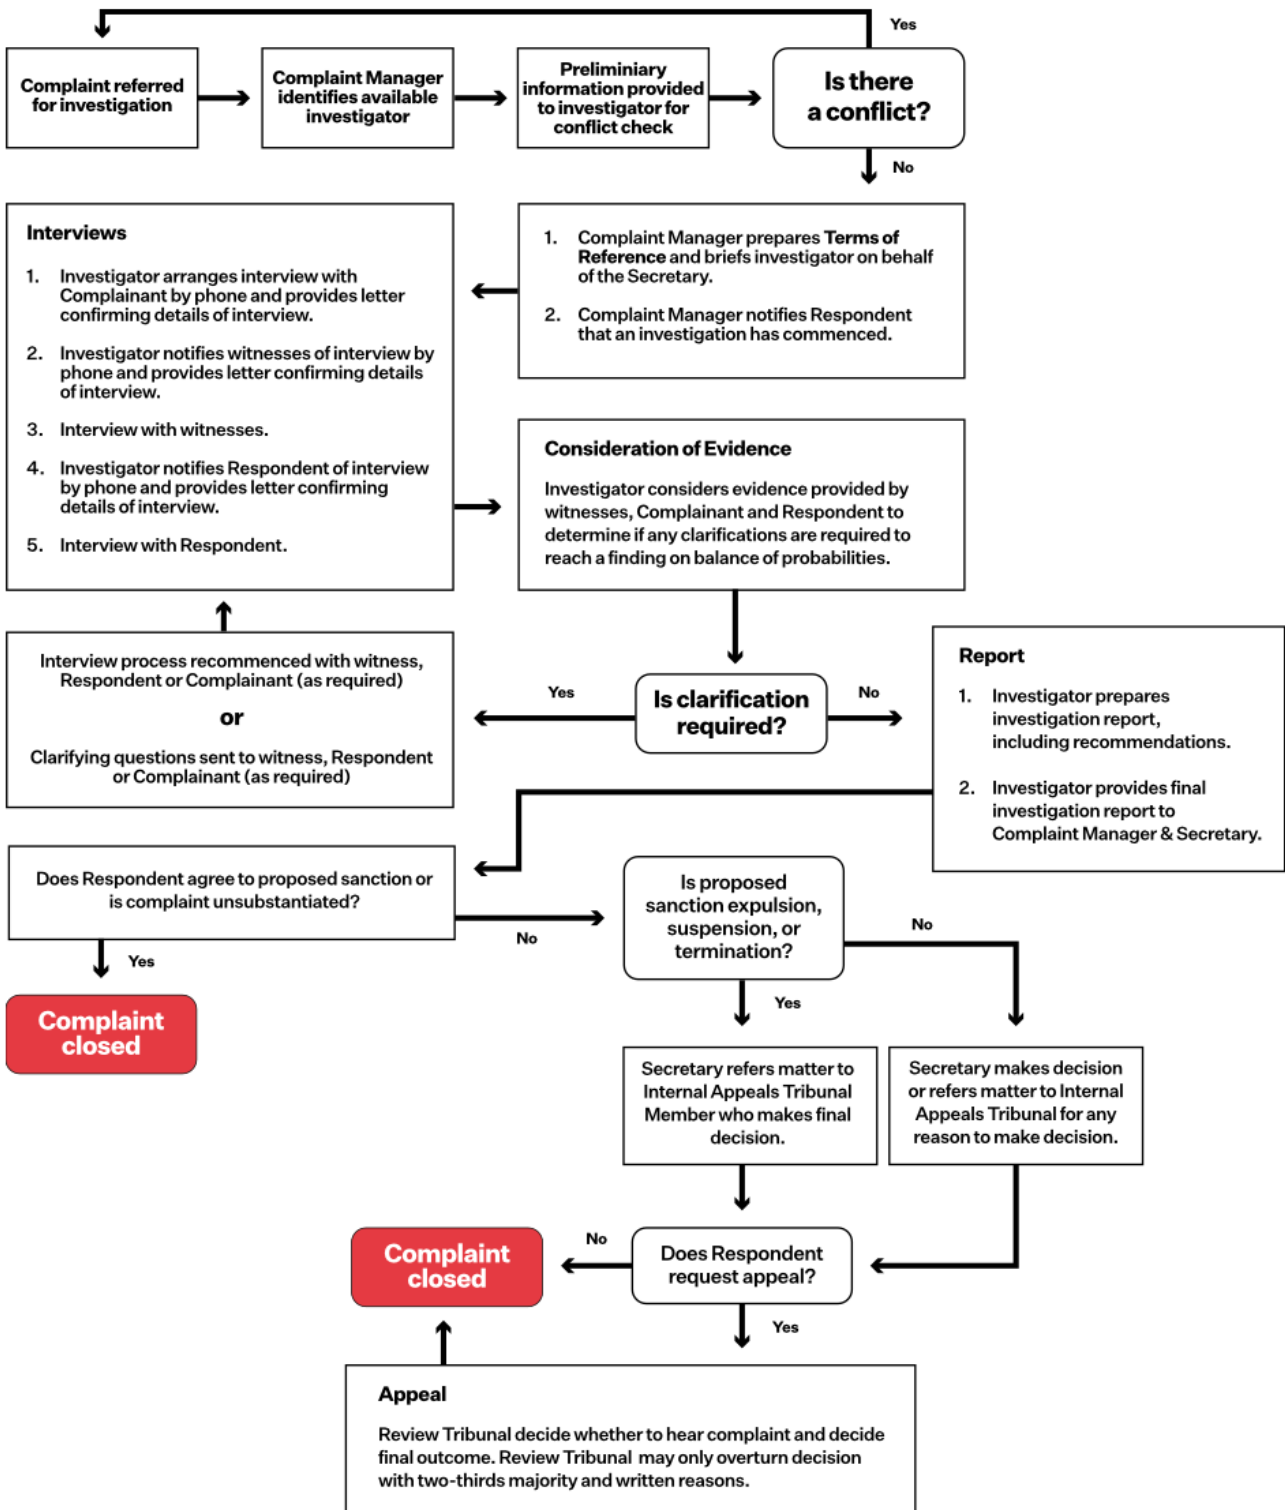 Yes
Complaint referred
for investigation
Complaint Manager
identifies available
investigator
Preliminiary
information provided
to investigator for
conflict check
Is there
a conflict?
No
1. Complaint Manager prepares Terms of
Reference and briefs investigator on behalf
of the Secretary.
2. Complaint Manager notifies Respondent
that an investigation has commenced.
Interviews
1. Investigator arranges interview with
Complainant by phone and provides letter
confirming details of interview.
2. Investigator notifies witnesses of interview by
phone and provides letter confirming details
of interview.
3. Interview with witnesses.
4. Investigator notifies Respondent of interview
by phone and provides letter confirming
details of interview.
5. Interview with Respondent.
Consideration of Evidence
Investigator considers evidence provided by
witnesses, Complainant and Respondent to
determine if any clarifications are required to
reach a finding on balance of probabilities.
Is clarification
required?
Yes
No
Interview process recommenced with witness,
Respondent or Complainant (as required)
or
Clarifying questions sent to witness, Respondent
or Complainant (as required)
Report
1. Investigator prepares
investigation report,
including recommendations.
2. Investigator provides final
investigation report to
Complaint Manager & Secretary.
Does Respondent agree to proposed sanction or
is complaint unsubstantiated?
Yes
No
Complaint
closed
Is proposed
sanction expulsion,
suspension, or
termination?
No
Yes
Secretary refers matter to
Internal Appeals Tribunal
Member who makes final
decision.
Secretary makes decision
or refers matter to Internal
Appeals Tribunal for any
reason to make decision.
Does Respondent
request appeal?
No
Yes
Complaint
closed
Appeal
Review Tribunal decide whether to hear complaint and decide
final outcome. Review Tribunal may only overturn decision
with two-thirds majority and written reasons.